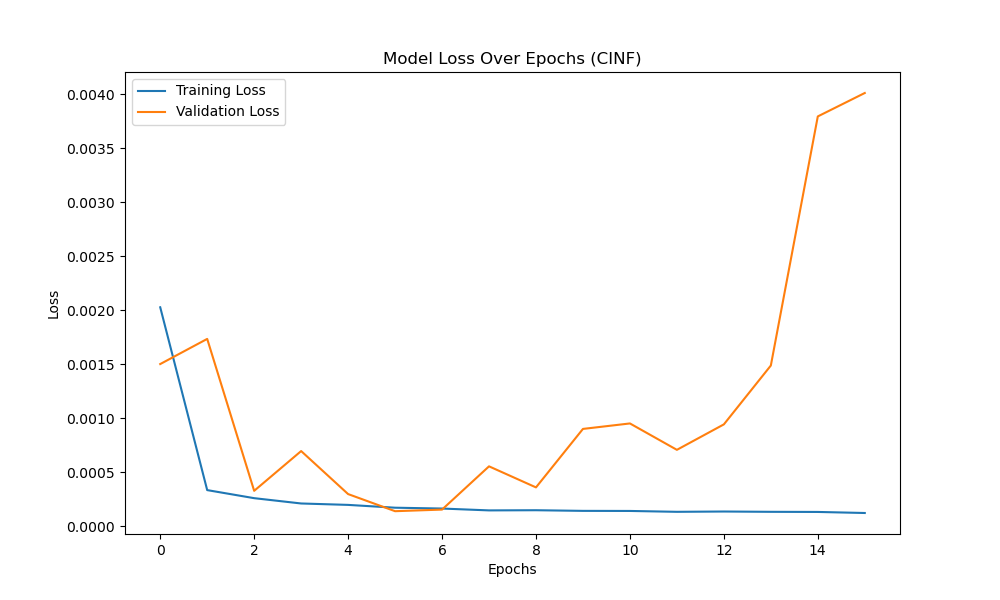 Model Loss Over Epochs (CINF)
Training Loss
Validation Loss
0.0040
0.0035
0.0030
0.0025
0.0020
0.0015
0.0010
0.0005
0.0000
Loss
0 2 4 6 8 10 12 14
Epochs